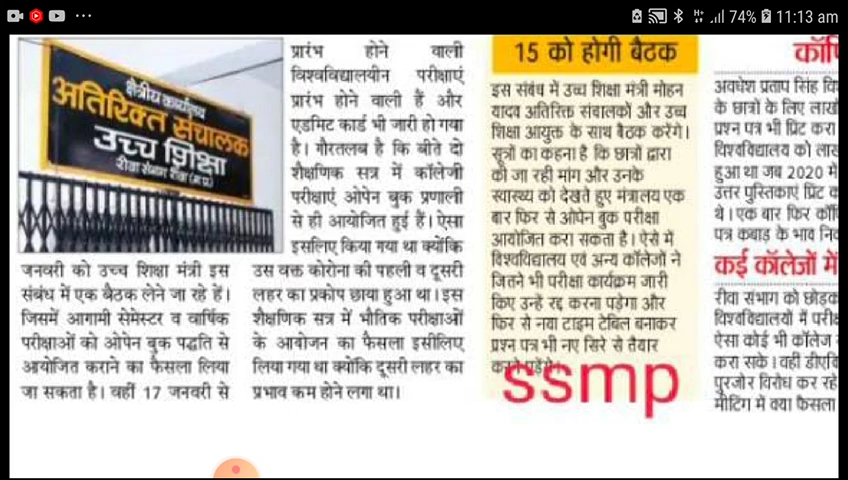 74% 11:13 am
क्षेत्रीय कार्यालय
अतिरिक्त संचालक
उच्च शिक्षा
रीवा संभाग रीवा (म.प्र.)
जनवरी को उच्च शिक्षा मंत्री इस
संबंध में एक बैठक लेने जा रहे हैं।
जिसमें आगामी सेमेस्टर व वार्षिक
परीक्षाओं को ओपेन बुक पद्धति से
आयोजित कराने का फैसला लिया
जा सकता है। वहीं 17 जनवरी से
प्रारंभ होने वाली
विश्वविद्यालयीन परीक्षाएं
प्रारंभ होने वाली हैं और
एडमिट कार्ड भी जारी हो गया
है। गौरतलब है कि बीते दो
शैक्षणिक सत्र में कॉलेजी
परीक्षाएं ओपेन बुक प्रणाली
से ही आयोजित हुई हैं। ऐसा
इसलिए किया गया था क्योंकि
उस वक्त कोरोना की पहली व दूसरी
लहर का प्रकोप छाया हुआ था। इस
शैक्षणिक सत्र में भौतिक परीक्षाओं
के आयोजन का फैसला इसीलिए
लिया गया था क्योंकि दूसरी लहर का
प्रभाव कम होने लगा था।
15 को होगी बैठक
इस संबंध में उच्च शिक्षा मंत्री मोहन
यादव अतिरिक्त संचालकों और उच्च
शिक्षा आयुक्त के साथ बैठक करेंगे।
सूत्रों का कहना है कि छात्रों द्वारा
की जा रही मांग और उनके
स्वास्थ्य को देखते हुए मंत्रालय एक
बार फिर से ओपेन बुक परीक्षा
आयोजित करा सकता है। ऐसे में
विश्वविद्यालय एवं अन्य कॉलेजों ने
जितने भी परीक्षा कार्यक्रम जारी
किए उन्हें रद्द करना पड़ेगा और
फिर से नया टाइम टेबिल बनाकर
प्रश्न पत्र भी नए सिरे से तैयार
करने पड़ेंगे।
ssmp
अवधेश प्रताप सिंह
के छात्रों के लिए
प्रश्न पत्र भी प्रिंट करा
विश्वविद्यालय को
हुआ था जब 2020 में
उत्तर पुस्तिकाएं प्रिंट
थे। एक बार फिर
पत्र कबाड़ के भाव
कई कॉलेजों में
रीवा संभाग को
विश्वविद्यालयों में
ऐसा कोई भी कॉलेज
करा सके। वहीं
पुरजोर विरोध कर रहे
मीटिंग में क्या फैसला